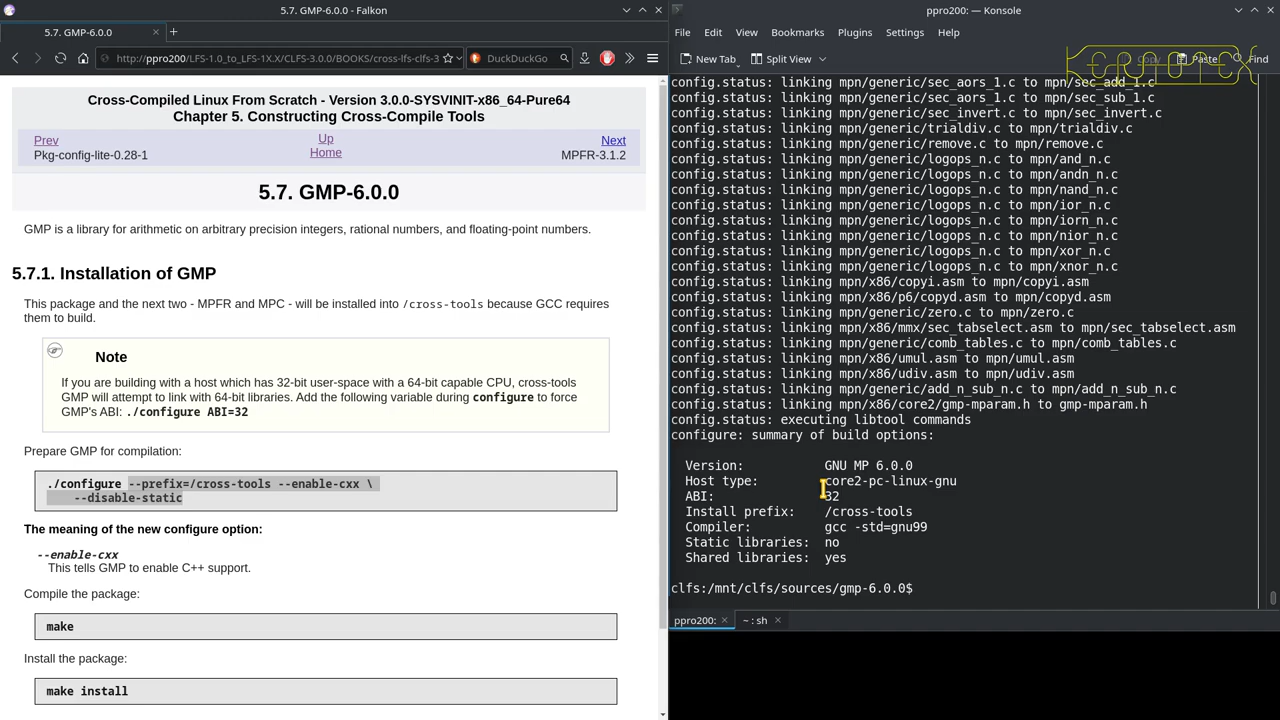 5.7. GMP-6.0.0 - Falkon
5.7. GMP-6.0.0
http://ppro200/LFS-1.0_to_LFS-1X.X/CLFS-3.0.0/BOOKS/cross-lfs-clfs-3
DuckDuckGo
Cross-Compiled Linux From Scratch - Version 3.0.0-SYSVINIT-x86_64-Pure64
Chapter 5. Constructing Cross-Compile Tools
Prev
Up
Next
Pkg-config-lite-0.28-1
Home
MPFR-3.1.2
5.7. GMP-6.0.0
GMP is a library for arithmetic on arbitrary precision integers, rational numbers, and floating-point numbers.
5.7.1. Installation of GMP
This package and the next two - MPFR and MPC - will be installed into /cross-tools because GCC requires
them to build.
Note
If you are building with a host which has 32-bit user-space with a 64-bit capable CPU, cross-tools
GMP will attempt to link with 64-bit libraries. Add the following variable during configure to force
GMP's ABI: ./configure ABI=32
Prepare GMP for compilation:
./configure --prefix=/cross-tools --enable-cxx \
--disable-static
The meaning of the new configure option:
--enable-cxx
This tells GMP to enable C++ support.
Compile the package:
make
Install the package:
make install
ppro200: — Konsole
File Edit View Bookmarks Plugins Settings Help
New Tab Split View Copy Paste Find
KEUTOTEX
config.status: linking mpn/generic/sec_aors_1.c to mpn/sec_add_1.c
config.status: linking mpn/generic/sec_aors_1.c to mpn/sec_sub_1.c
config.status: linking mpn/generic/sec_invert.c to mpn/sec_invert.c
config.status: linking mpn/generic/trialdiv.c to mpn/trialdiv.c
config.status: linking mpn/generic/remove.c to mpn/remove.c
config.status: linking mpn/generic/logops_n.c to mpn/and_n.c
config.status: linking mpn/generic/logops_n.c to mpn/andn_n.c
config.status: linking mpn/generic/logops_n.c to mpn/nand_n.c
config.status: linking mpn/generic/logops_n.c to mpn/ior_n.c
config.status: linking mpn/generic/logops_n.c to mpn/iorn_n.c
config.status: linking mpn/generic/logops_n.c to mpn/nior_n.c
config.status: linking mpn/generic/logops_n.c to mpn/xor_n.c
config.status: linking mpn/generic/logops_n.c to mpn/xnor_n.c
config.status: linking mpn/x86/copyi.asm to mpn/copyi.asm
config.status: linking mpn/x86/p6/copyd.asm to mpn/copyd.asm
config.status: linking mpn/generic/zero.c to mpn/zero.c
config.status: linking mpn/x86/mmx/sec_tabselect.asm to mpn/sec_tabselect.asm
config.status: linking mpn/generic/comb_tables.c to mpn/comb_tables.c
config.status: linking mpn/x86/umul.asm to mpn/umul.asm
config.status: linking mpn/x86/udiv.asm to mpn/udiv.asm
config.status: linking mpn/generic/add_n_sub_n.c to mpn/add_n_sub_n.c
config.status: linking mpn/x86/core2/gmp-mparam.h to gmp-mparam.h
config.status: executing libtool commands
configure: summary of build options:
Version: GNU MP 6.0.0
Host type: core2-pc-linux-gnu
ABI: 32
Install prefix: /cross-tools
Compiler: gcc -std=gnu99
Static libraries: no
Shared libraries: yes
clfs:/mnt/clfs/sources/gmp-6.0.0$
ppro200: ~ : sh